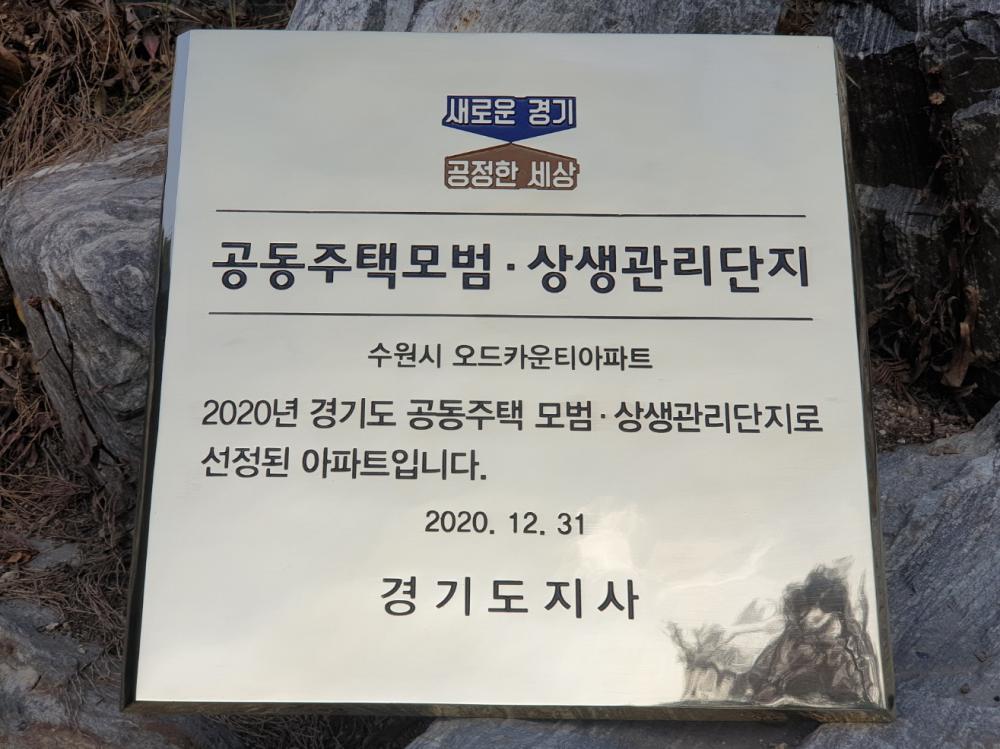 새로운 경기
공정한 세상
공동주택모범·상생관리단지
수원시 오드카운티아파트
2020년 경기도 공동주택 모범·상생관리단지로
선정된 아파트입니다.
2020. 12. 31
경기도지사